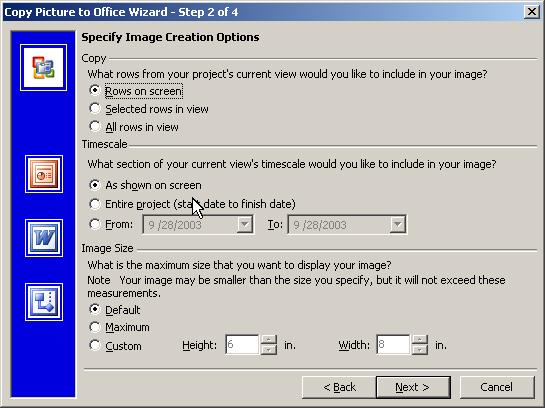 Copy Picture to Office Wizard - Step 2 of 4
Specify Image Creation Options
Copy
What rows from your project's current view would you like to include in your image?
Rows on screen
Selected rows in view
All rows in view
Timescale
What section of your current view's timescale would you like to include in your image?
As shown on screen
Entire project (start date to finish date)
From: 9 /28/2003 To: 9 /28/2003
Image Size
What is the maximum size that you want to display your image?
Note Your image may be smaller than the size you specify, but it will not exceed these
measurements.
Default
Maximum
Custom Height: 6 in. Width: 8 in.
< Back Next > Cancel